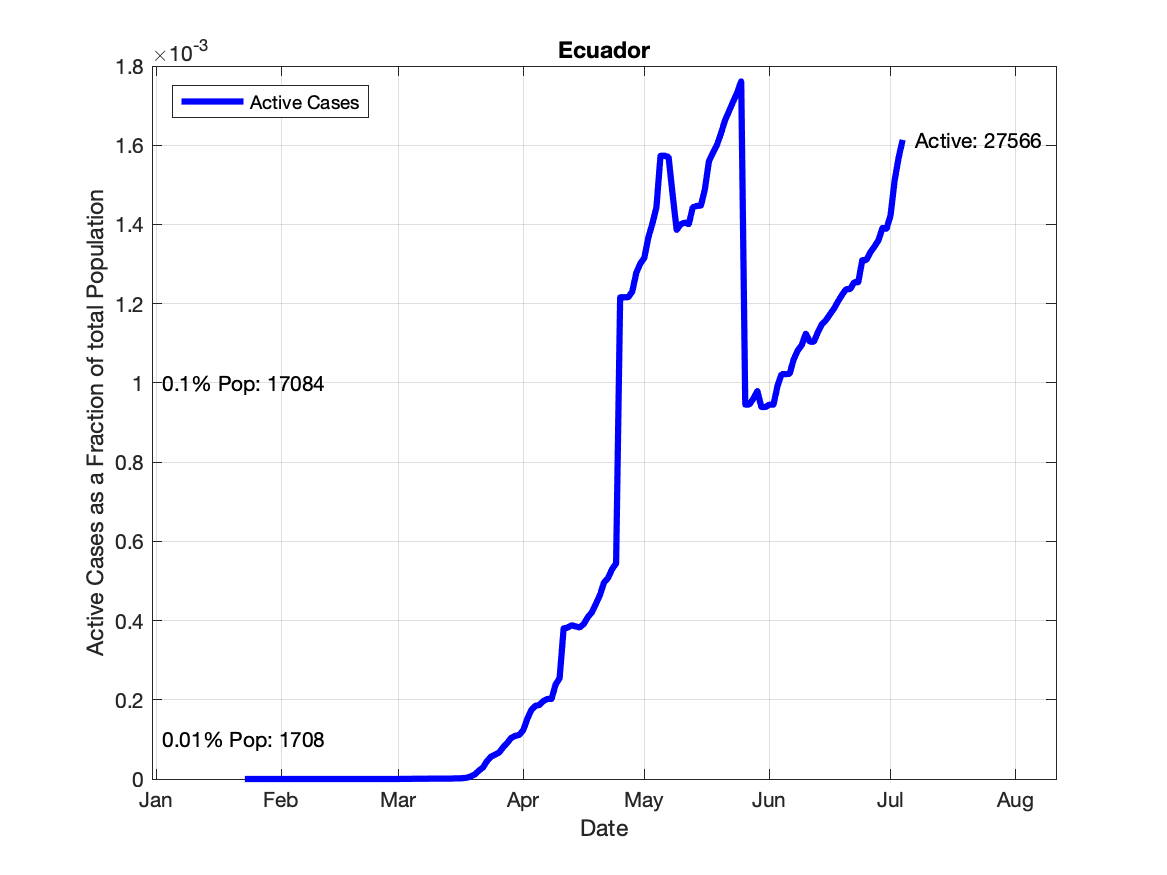 Ecuador
×10-3
Active Cases
1.8
1.6
1.4
1.2
1
0.8
0.6
0.4
0.2
0
Active Cases as a Fraction of total Population
Active: 27566
0.1% Pop: 17084
0.01% Pop: 1708
Jan Feb Mar Apr May Jun Jul Aug
Date